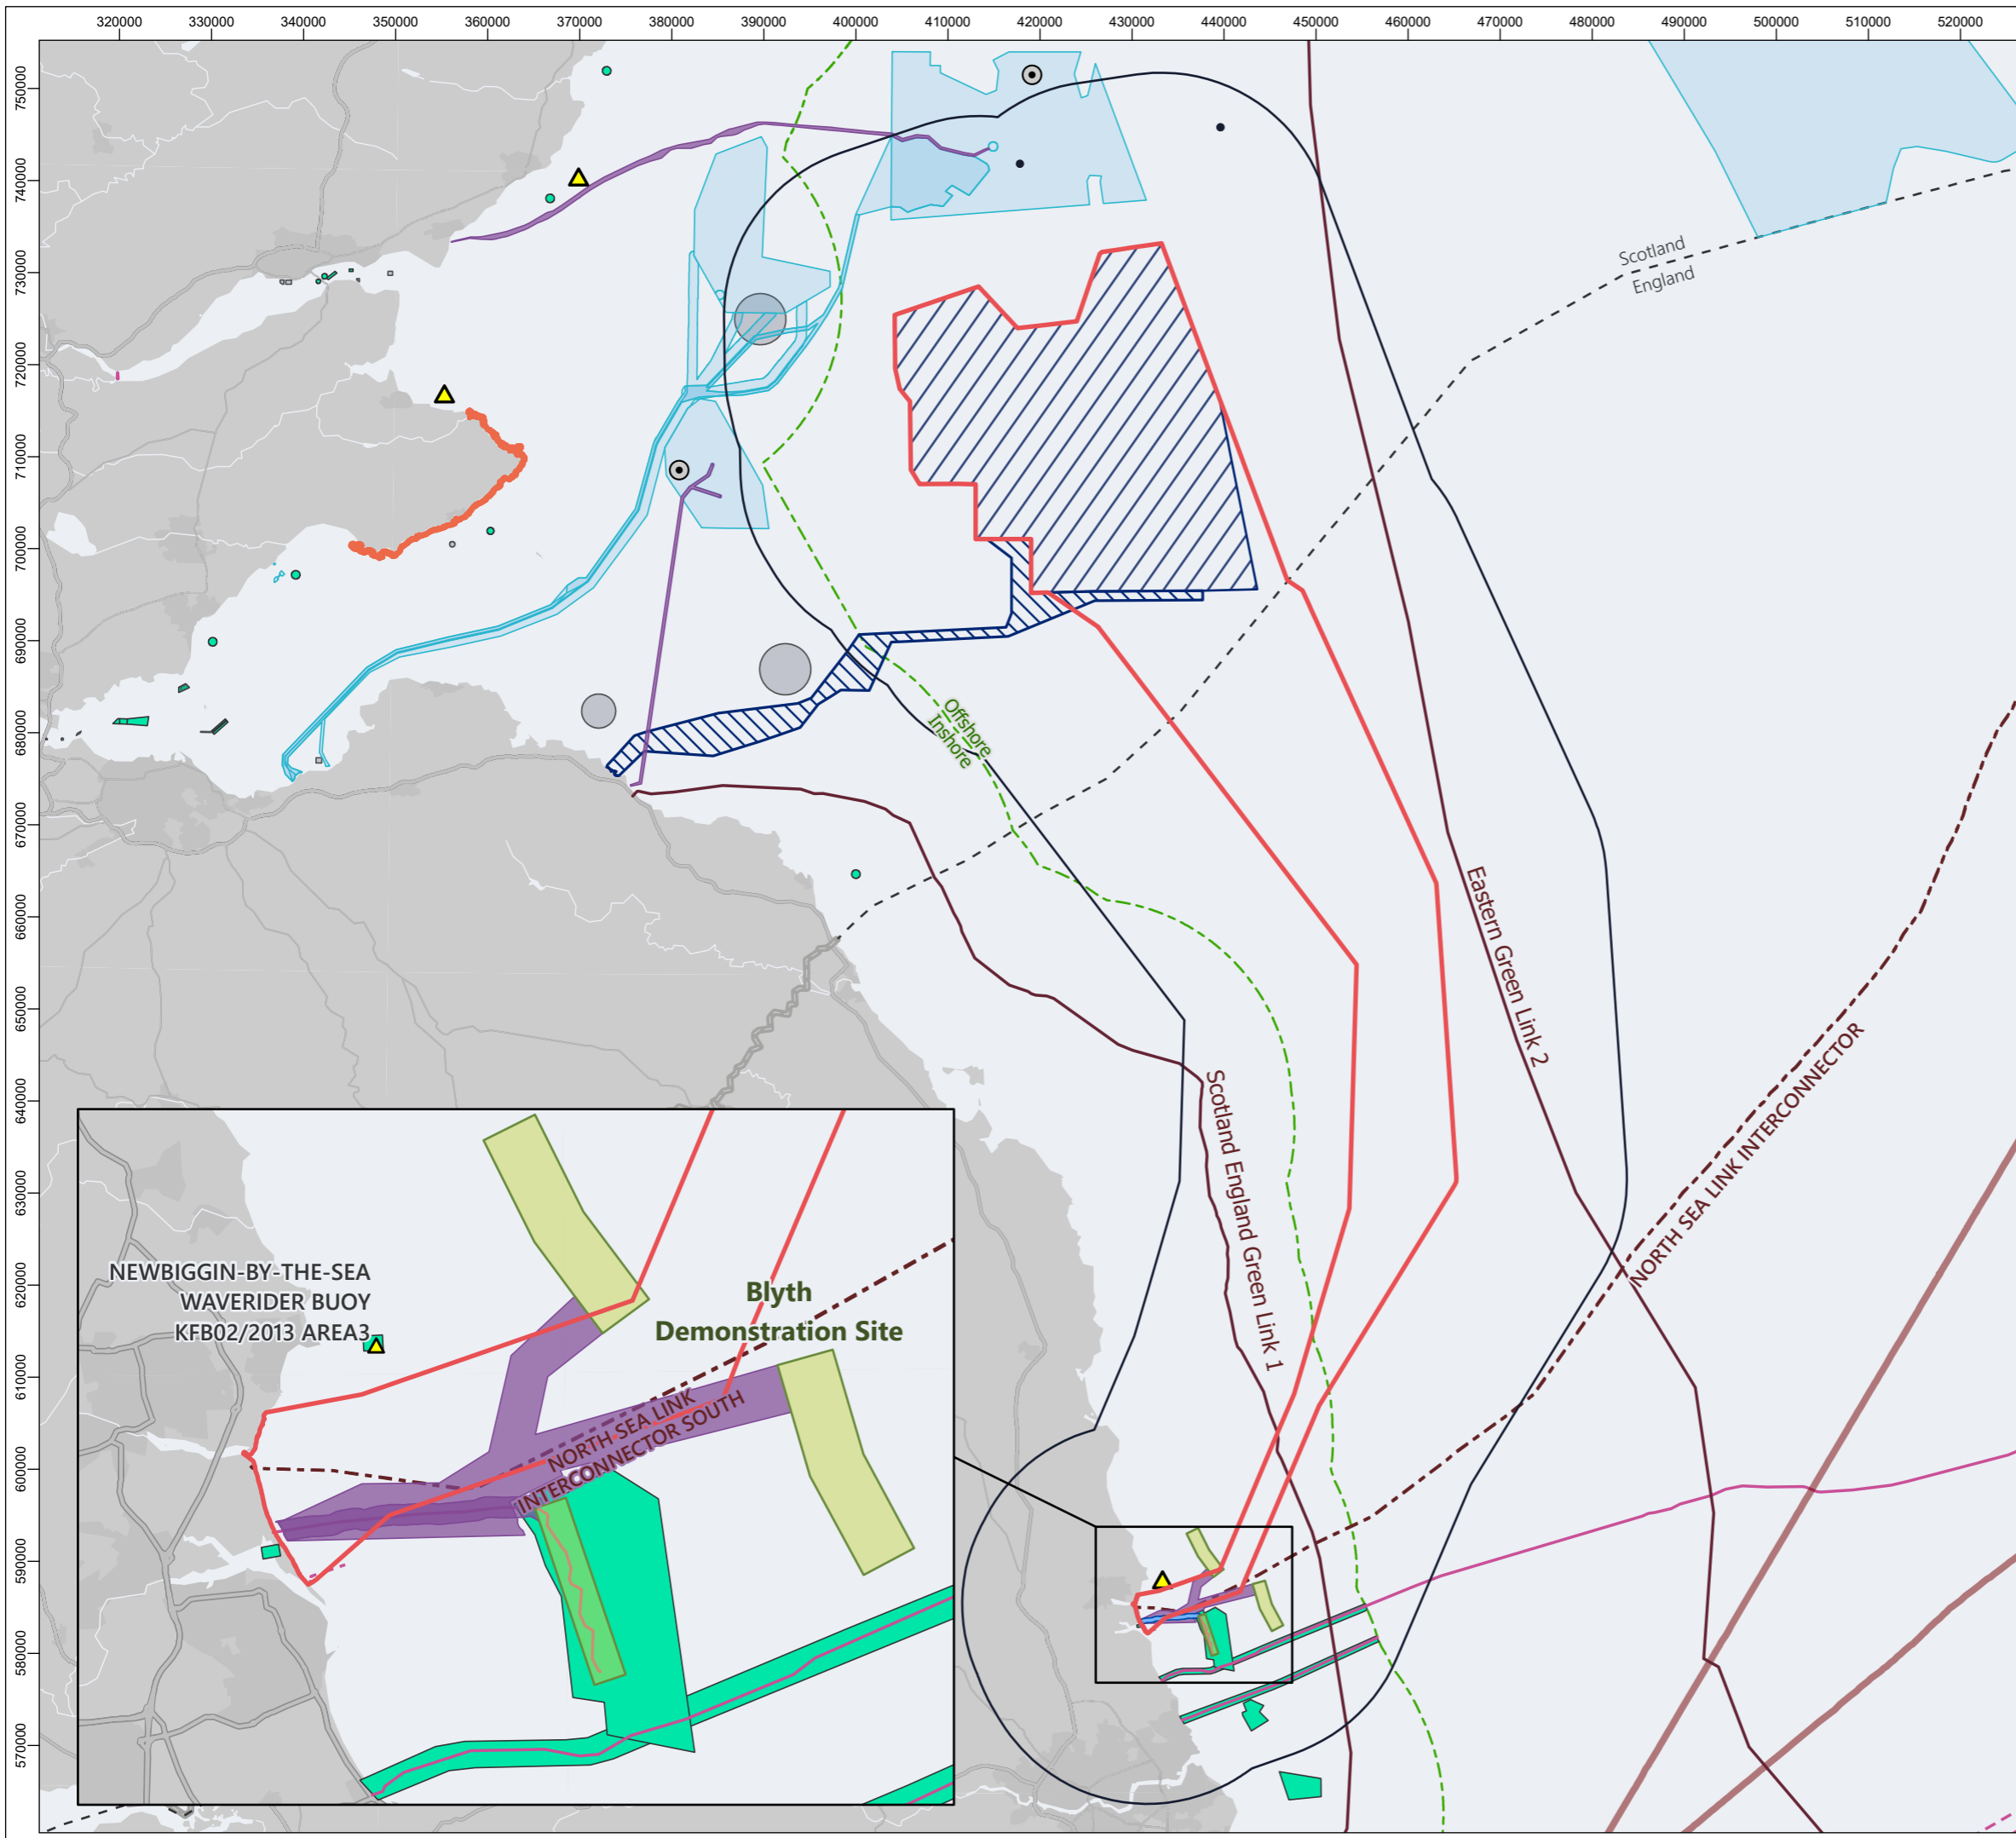 320000 330000 340000 350000 360000 370000 380000 390000 400000 410000 420000 430000 440000 450000 460000 470000 480000 490000 500000 510000 520000
750000
740000
730000
720000
710000
700000
690000
680000
670000
660000
650000
640000
630000
620000
610000
600000
590000
580000
570000
Scotland
England
Offshore
Inshore
Eastern Green Link 2
NORTH SEA LINK INTERCONNECTOR
Scotland England Green Link 1
NEWBIGGIN-BY-THE-SEA
WAVERIDER BUOY
KFB02/2013 AREA3
Blyth
Demonstration Site
NORTH SEA LINK
INTERCONNECTOR SOUTH